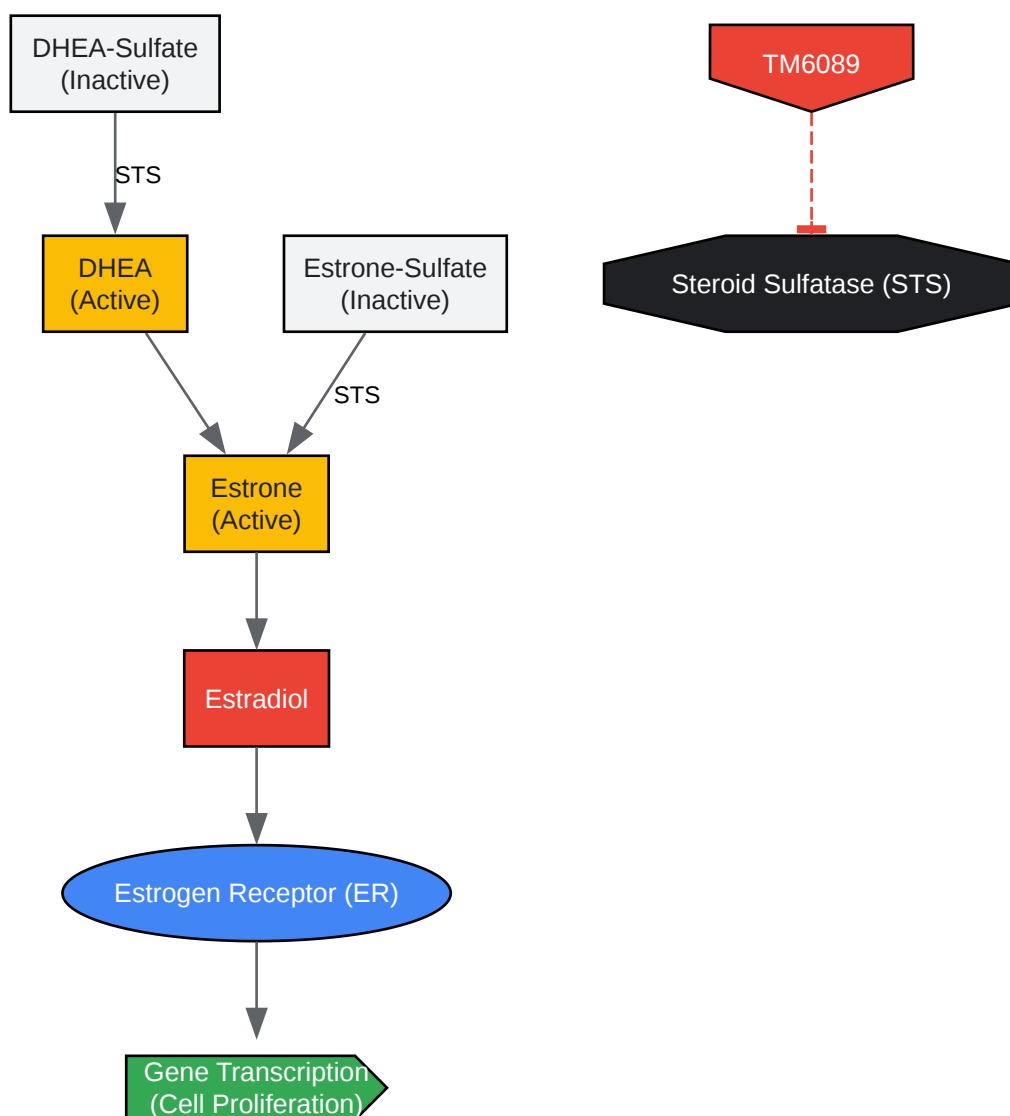 DHEA-Sulfate
(Inactive)
TM6089
STS
DHEA
(Active)
Estrone-Sulfate
(Inactive)
Steroid Sulfatase (STS)
STS
Estrone
(Active)
Estradiol
Estrogen Receptor (ER)
Gene Transcription
(Cell Proliferation)